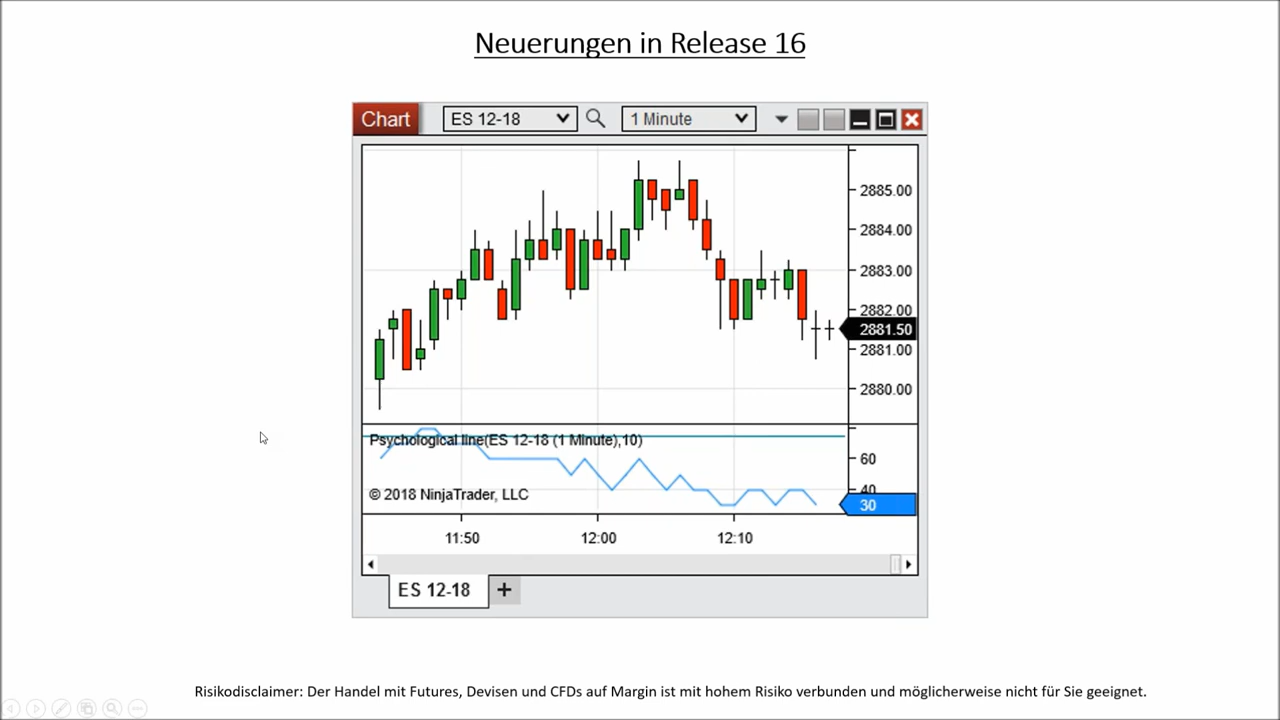 Neuerungen in Release 16
Chart
ES 12-18
1 Minute
2885.00
2884.00
2883.00
2882.00
2881.50
2881.00
2880.00
Psychological line(ES 12-18 (1 Minute),10)
60
40
30
© 2018 NinjaTrader, LLC
11:50 12:00 12:10
ES 12-18 +
Risikodisclaimer: Der Handel mit Futures, Devisen und CFDs auf Margin ist mit hohem Risiko verbunden und möglicherweise nicht für Sie geeignet.